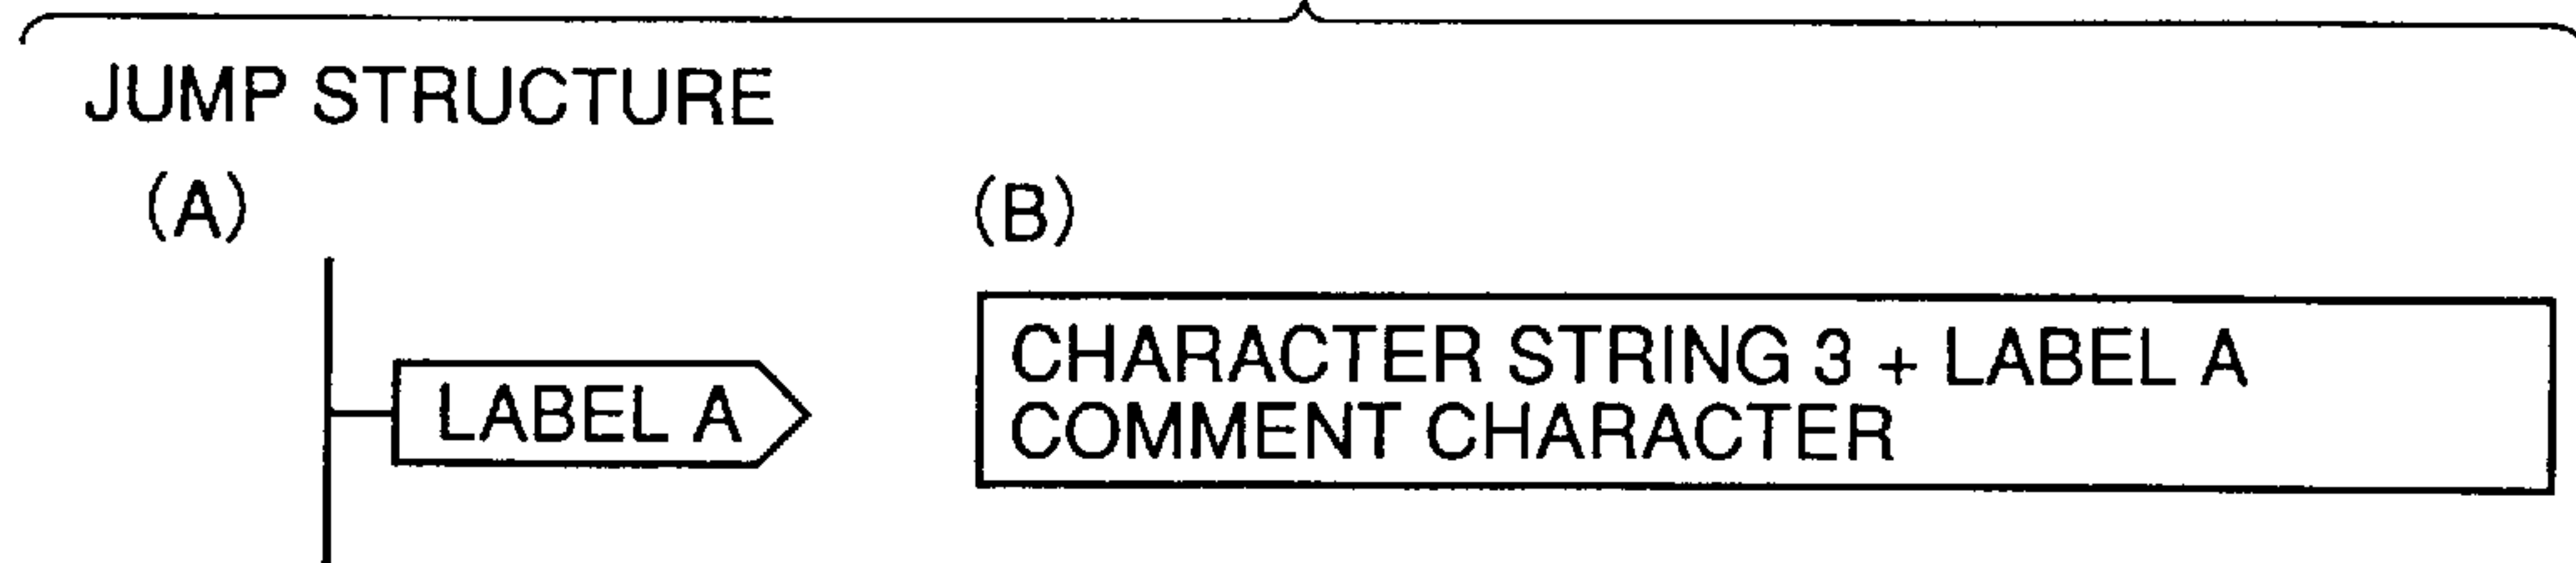 JUMP STRUCTURE
(A)
(B)
LABEL A
CHARACTER STRING 3 + LABEL A
COMMENT CHARACTER